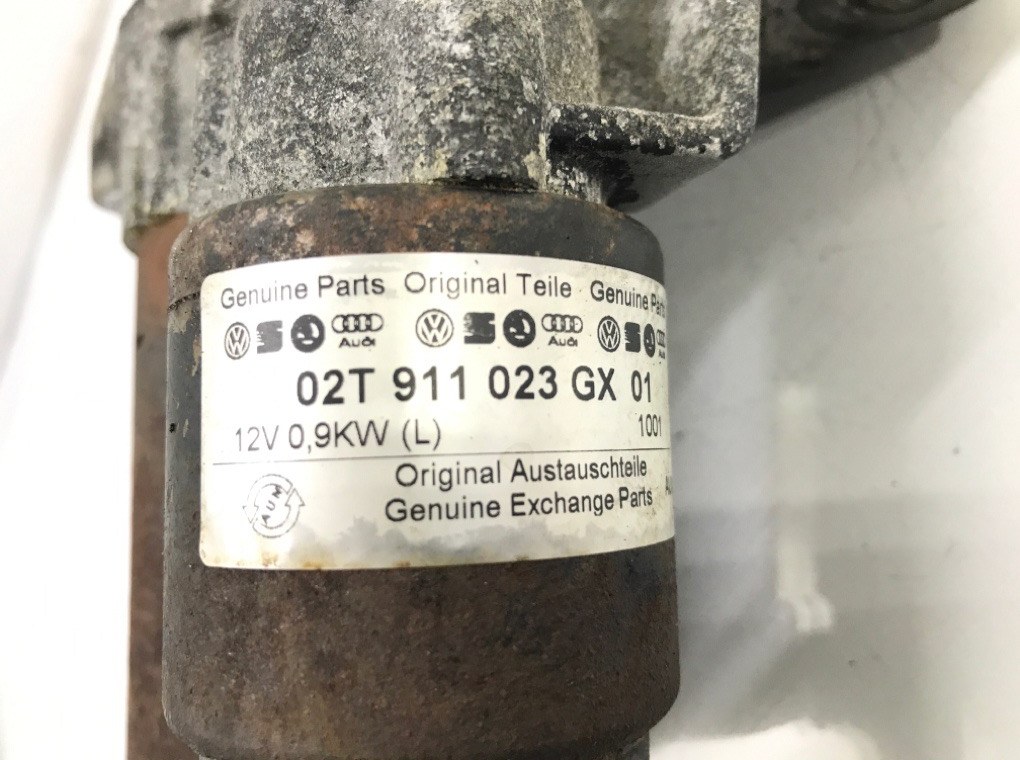 Genuine Parts Original Teile Genuine Parts
Audi Audi
02T 911 023 GX 01
12V 0,9KW (L) 1001
Original Austauschteile
Genuine Exchange Parts
AUM